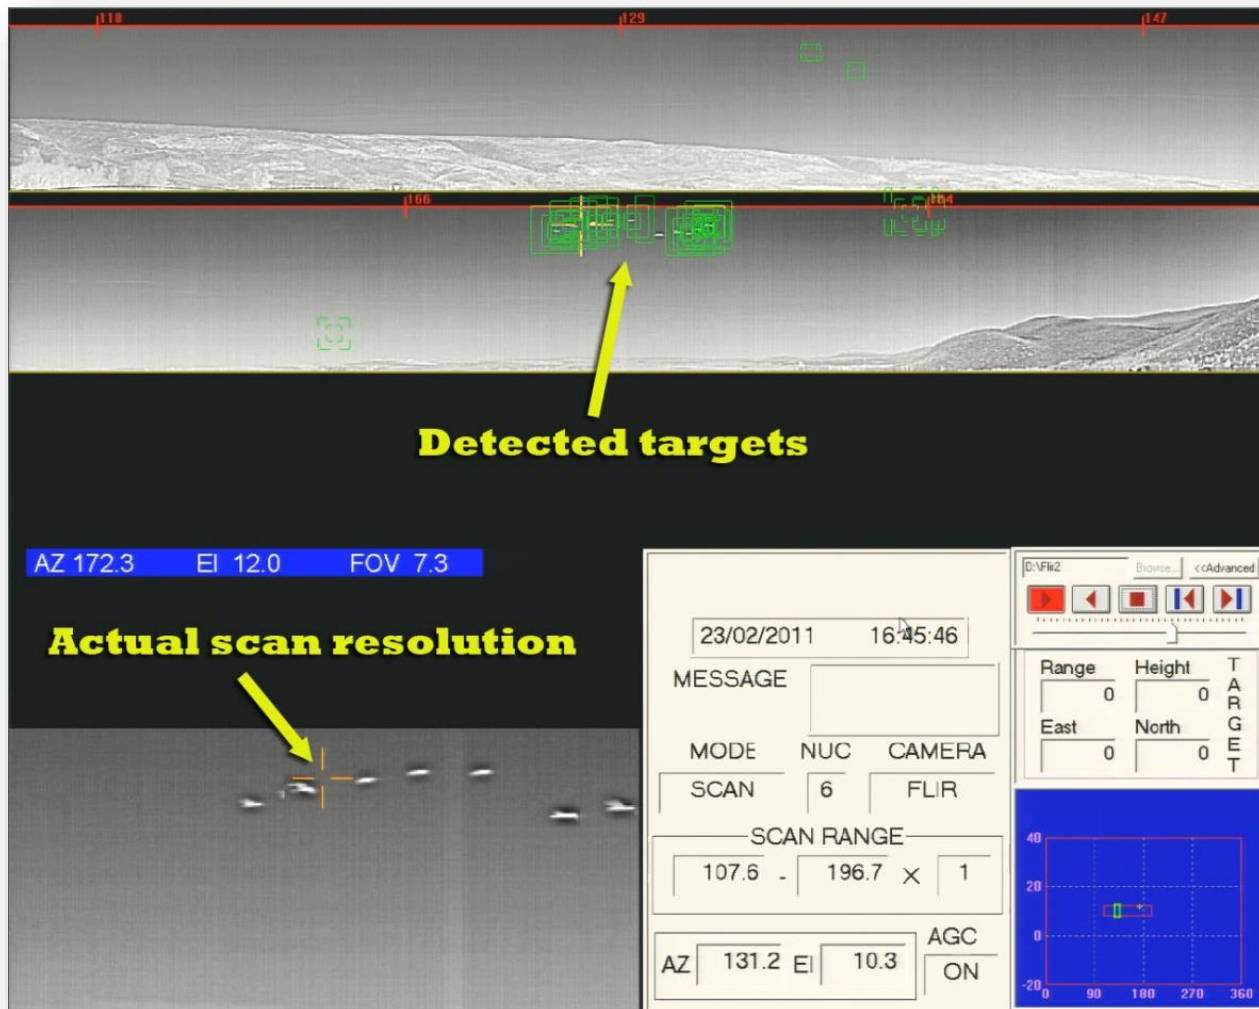 110 129 147
166
Detected targets
AZ 172.3 El 12.0 FOV 7.3
Actual scan resolution
23/02/2011 16:45:46
MESSAGE
MODE NUC CAMERA
SCAN 6 FLIR
SCAN RANGE
107.6 - 196.7 X 1
AGC
AZ 131.2 El 10.3 ON
D:\Flir2 Browse... <<Advanced
Range Height
0 0
East North
0 0
TARGET
40
20
0
-20
0 90 180 270 360